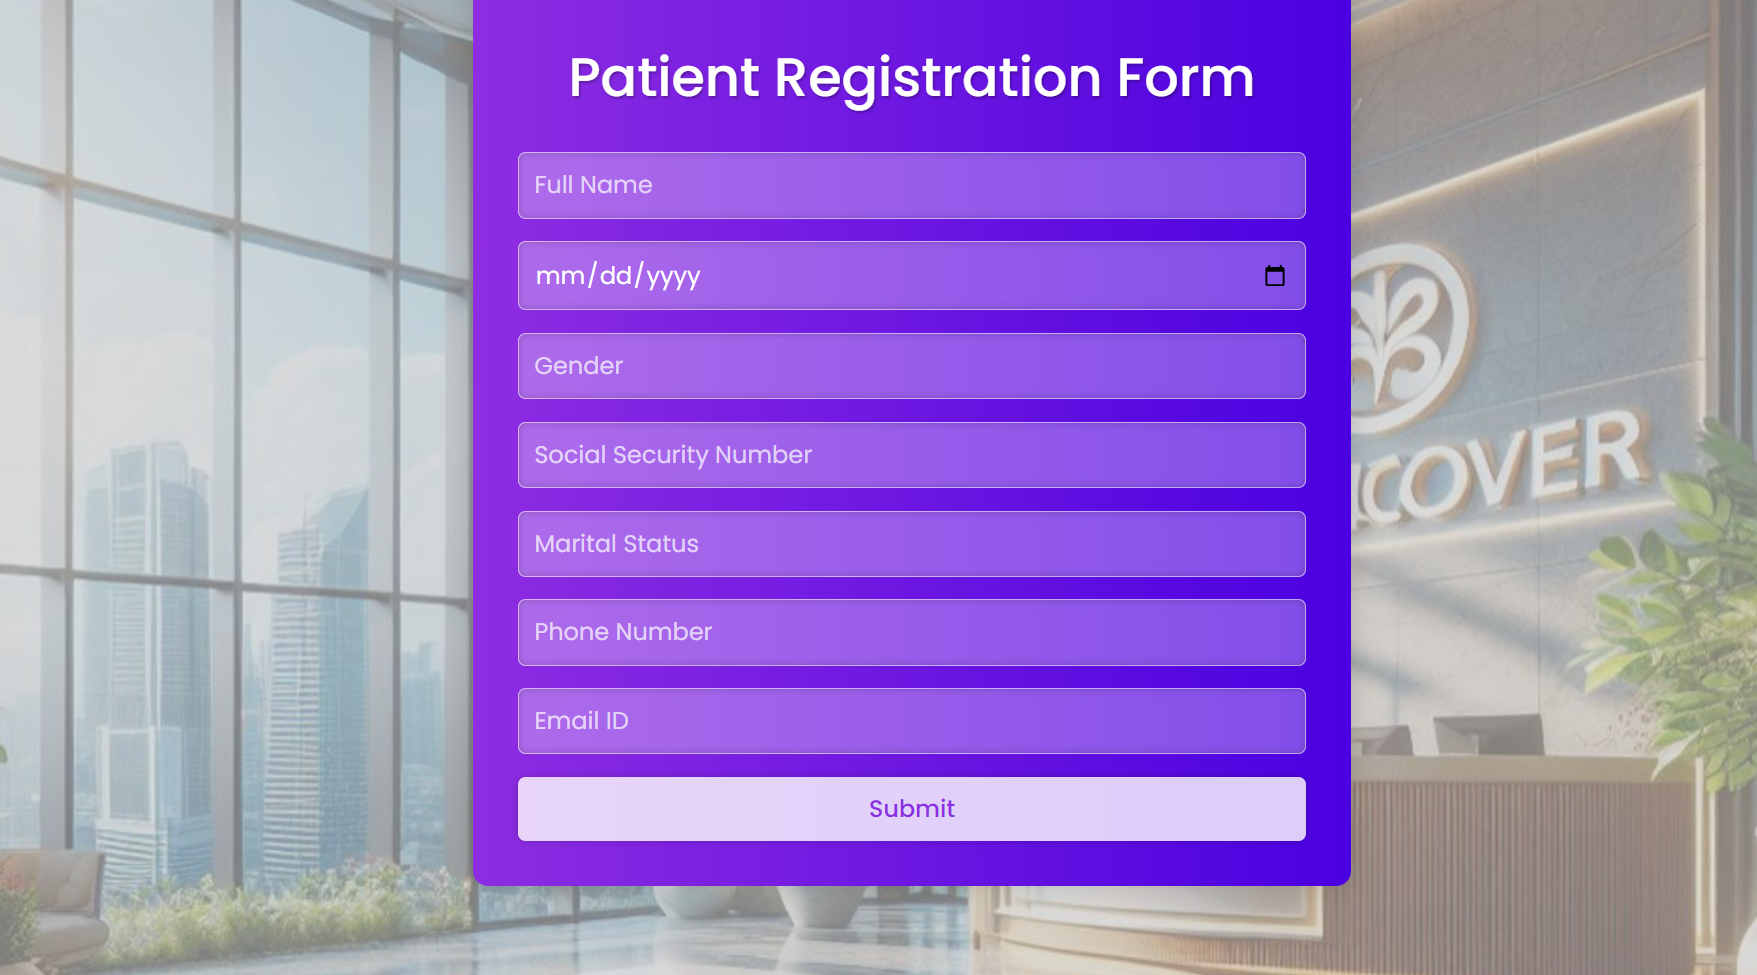 Patient Registration Form
Full Name
mm/dd/yyyy
Gender
Social Security Number
Marital Status
Phone Number
Email ID
Submit